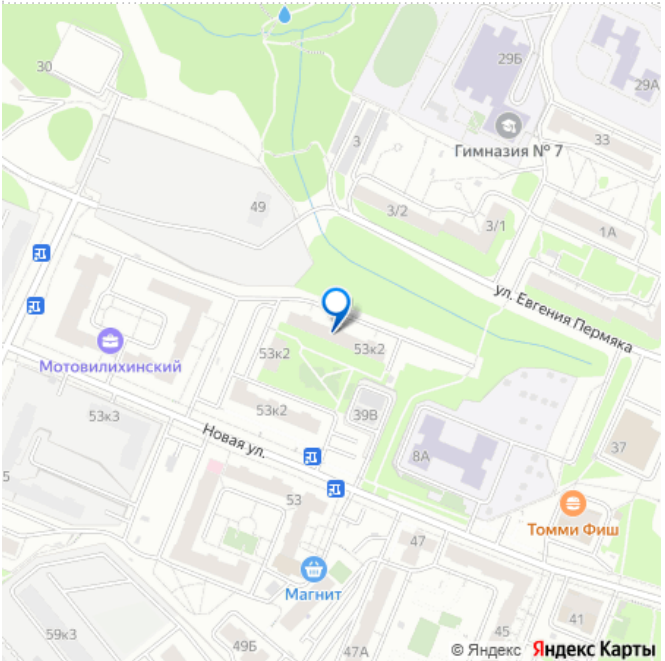 29Б
30
29А
3
33
Гимназия № 7
49
3/2
3/1
1А
ул. Евгения Пермяка
Мотовилихинский
53к2
53к2
53к3
53к2
39В
Новая ул.
8А
37
5
53
Томми Фиш
47
Магнит
59к3
49Б
47А
45
41
© Яндекс Яндекс Карты